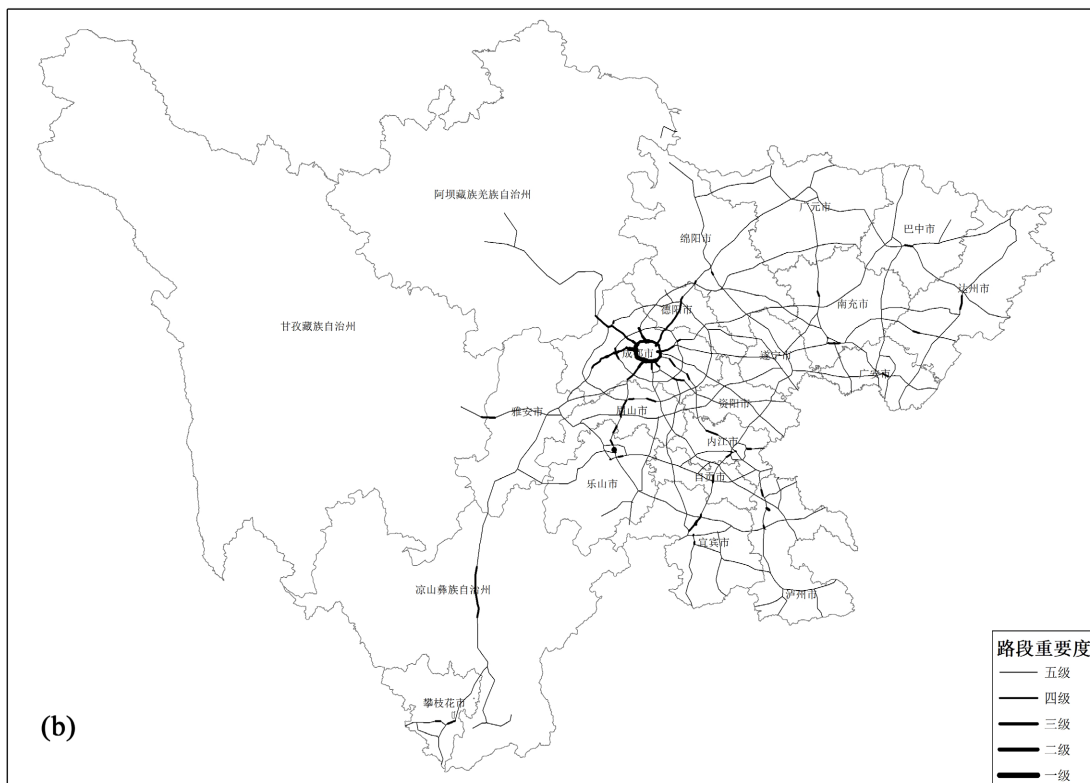 阿坝藏族羌族自治州
广元市
巴中市
绵阳市
达州市
南充市
德阳市
甘孜藏族自治州
成都市
遂宁市
广安市
资阳市
雅安市
眉山市
内江市
自贡市
乐山市
宜宾市
凉山彝族自治州
泸州市
攀枝花市
(b)
路段重要度
五级
四级
三级
二级
一级